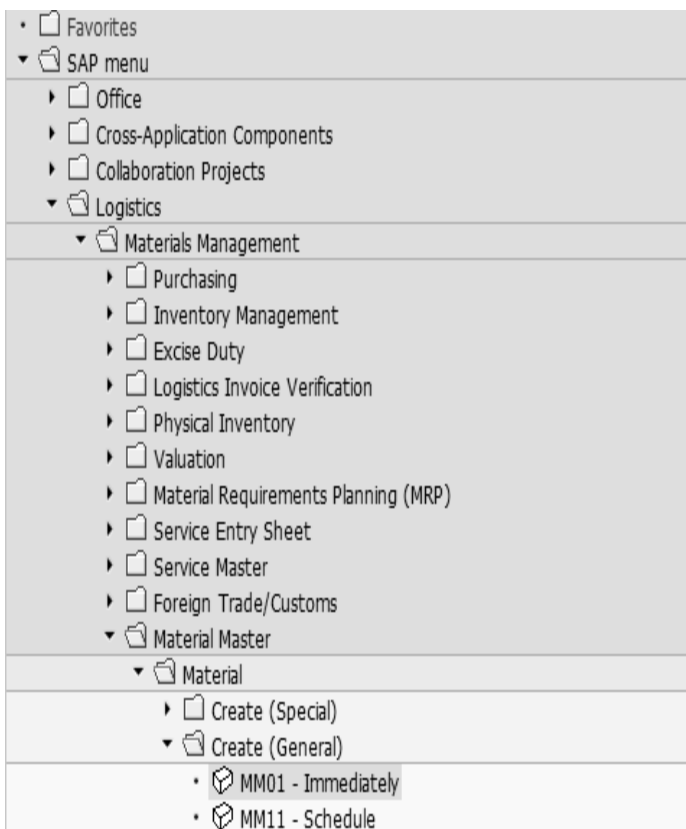 Favorites
SAP menu
Office
Cross-Application Components
Collaboration Projects
Logistics
Materials Management
Purchasing
Inventory Management
Excise Duty
Logistics Invoice Verification
Physical Inventory
Valuation
Material Requirements Planning (MRP)
Service Entry Sheet
Service Master
Foreign Trade/Customs
Material Master
Material
Create (Special)
Create (General)
MM01 - Immediately
MM11 - Schedule